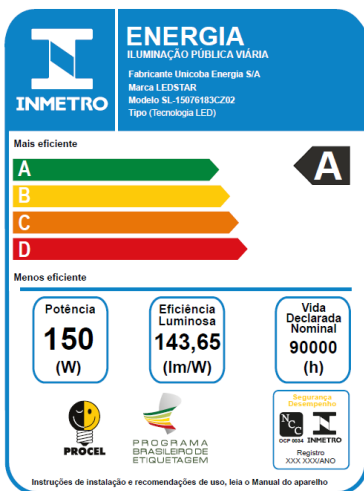 INMETRO
ENERGIA
ILUMINAÇÃO PÚBLICA VIÁRIA
Fabricante Unicoba Energia S/A
Marca LEDSTAR
Modelo SL-15076183CZ02
Tipo (Tecnologia LED)
Mais eficiente
A
A
B
C
D
Menos eficiente
Potência
150
(W)
Eficiência
Luminosa
143,65
(lm/W)
Vida
Declarada
Nominal
90000
(h)
PROCEL
PROGRAMA
BRASILEIRO DE
ETIQUETAGEM
Segurança
Desempenho
NCC
OCP 0034 INMETRO
Registro
XXX XXX/ANO
Instruções de instalação e recomendações de uso, leia o Manual do aparelho